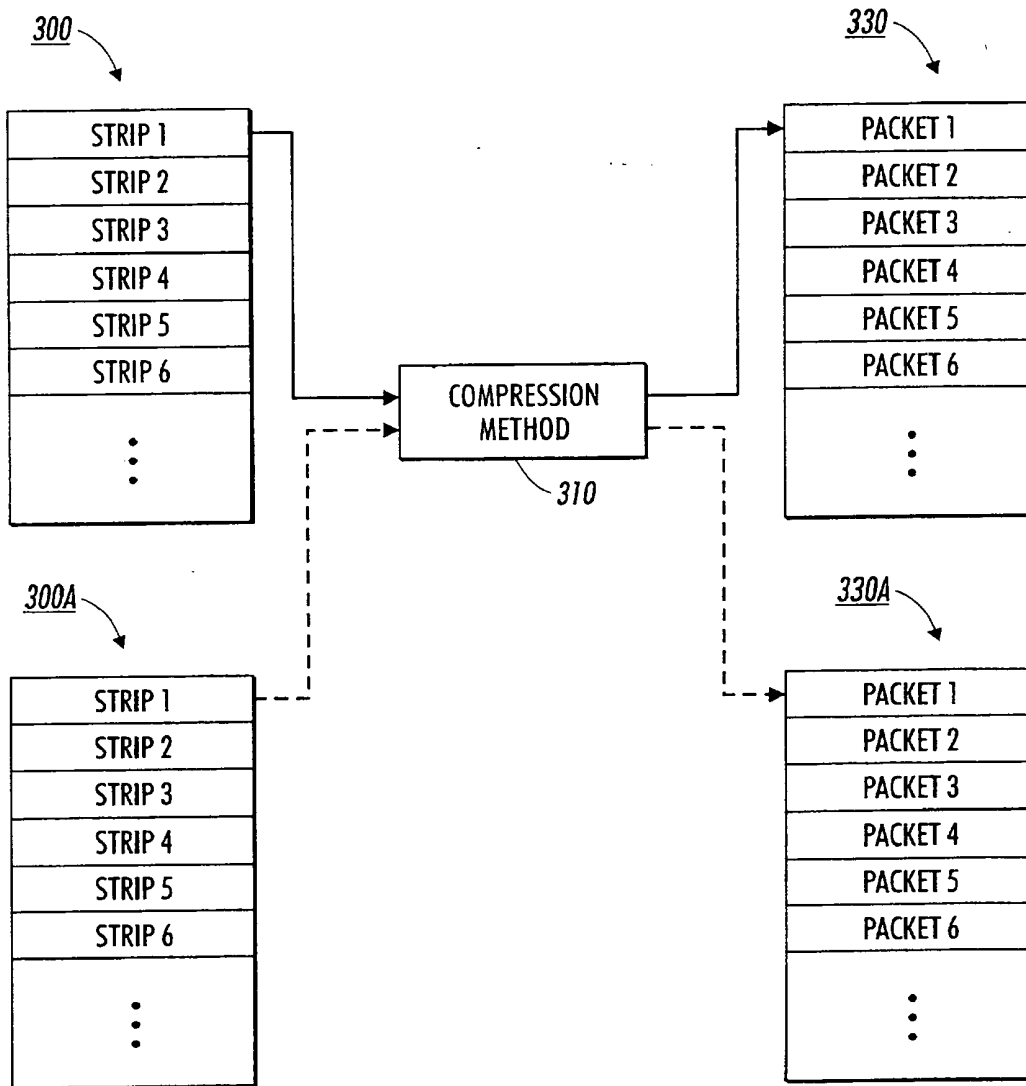 300
STRIP 1
STRIP 2
STRIP 3
STRIP 4
STRIP 5
STRIP 6
COMPRESSION
METHOD
310
330
PACKET 1
PACKET 2
PACKET 3
PACKET 4
PACKET 5
PACKET 6
300A
STRIP 1
STRIP 2
STRIP 3
STRIP 4
STRIP 5
STRIP 6
330A
PACKET 1
PACKET 2
PACKET 3
PACKET 4
PACKET 5
PACKET 6